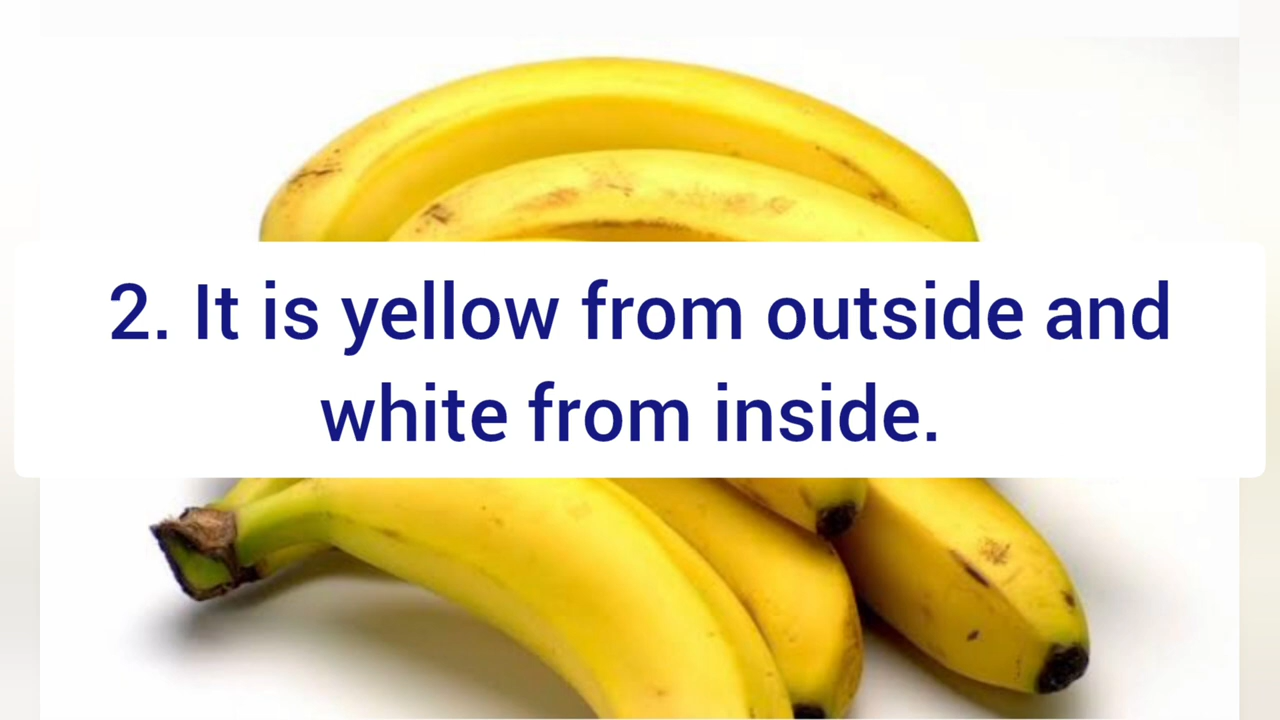 2. It is yellow from outside and
white from inside.